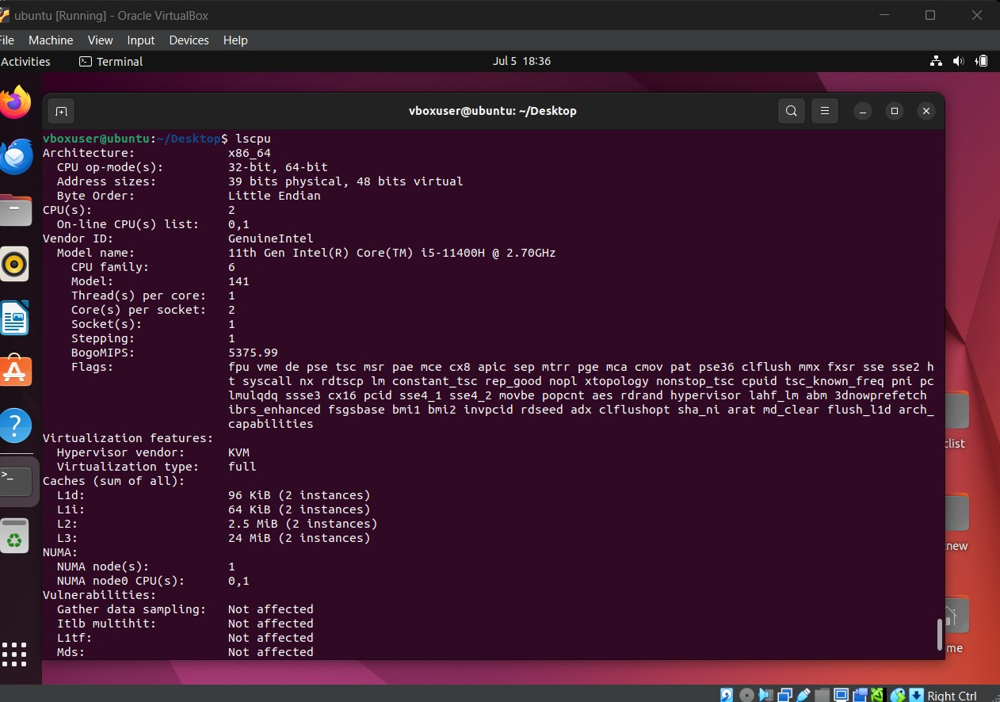 ubuntu [Running] - Oracle VirtualBox
File Machine View Input Devices Help
Activities Terminal Jul 5 18:36
vboxuser@ubuntu: ~/Desktop
vboxuser@ubuntu:~/Desktop$ lscpu
Architecture: x86_64
CPU op-mode(s): 32-bit, 64-bit
Address sizes: 39 bits physical, 48 bits virtual
Byte Order: Little Endian
CPU(s): 2
On-line CPU(s) list: 0,1
Vendor ID: GenuineIntel
Model name: 11th Gen Intel(R) Core(TM) i5-11400H @ 2.70GHz
CPU family: 6
Model: 141
Thread(s) per core: 1
Core(s) per socket: 2
Socket(s): 1
Stepping: 1
BogoMIPS: 5375.99
Flags: fpu vme de pse tsc msr pae mce cx8 apic sep mtrr pge mca cmov pat pse36 clflush mmx fxsr sse sse2 h
t syscall nx rdtscp lm constant_tsc rep_good nopl xtopology nonstop_tsc cpuid tsc_known_freq pni pc
lmulqdq ssse3 cx16 pcid sse4_1 sse4_2 movbe popcnt aes rdrand hypervisor lahf_lm abm 3dnowprefetch
ibrs_enhanced fsgsbase bmi1 bmi2 invpcid rdseed adx clflushopt sha_ni arat md_clear flush_l1d arch_
capabilities
Virtualization features:
Hypervisor vendor: KVM
Virtualization type: full
Caches (sum of all):
L1d: 96 KiB (2 instances)
L1i: 64 KiB (2 instances)
L2: 2.5 MiB (2 instances)
L3: 24 MiB (2 instances)
NUMA:
NUMA node(s): 1
NUMA node0 CPU(s): 0,1
Vulnerabilities:
Gather data sampling: Not affected
Itlb multihit: Not affected
L1tf: Not affected
Mds: Not affected
clist
new
me
Right Ctrl